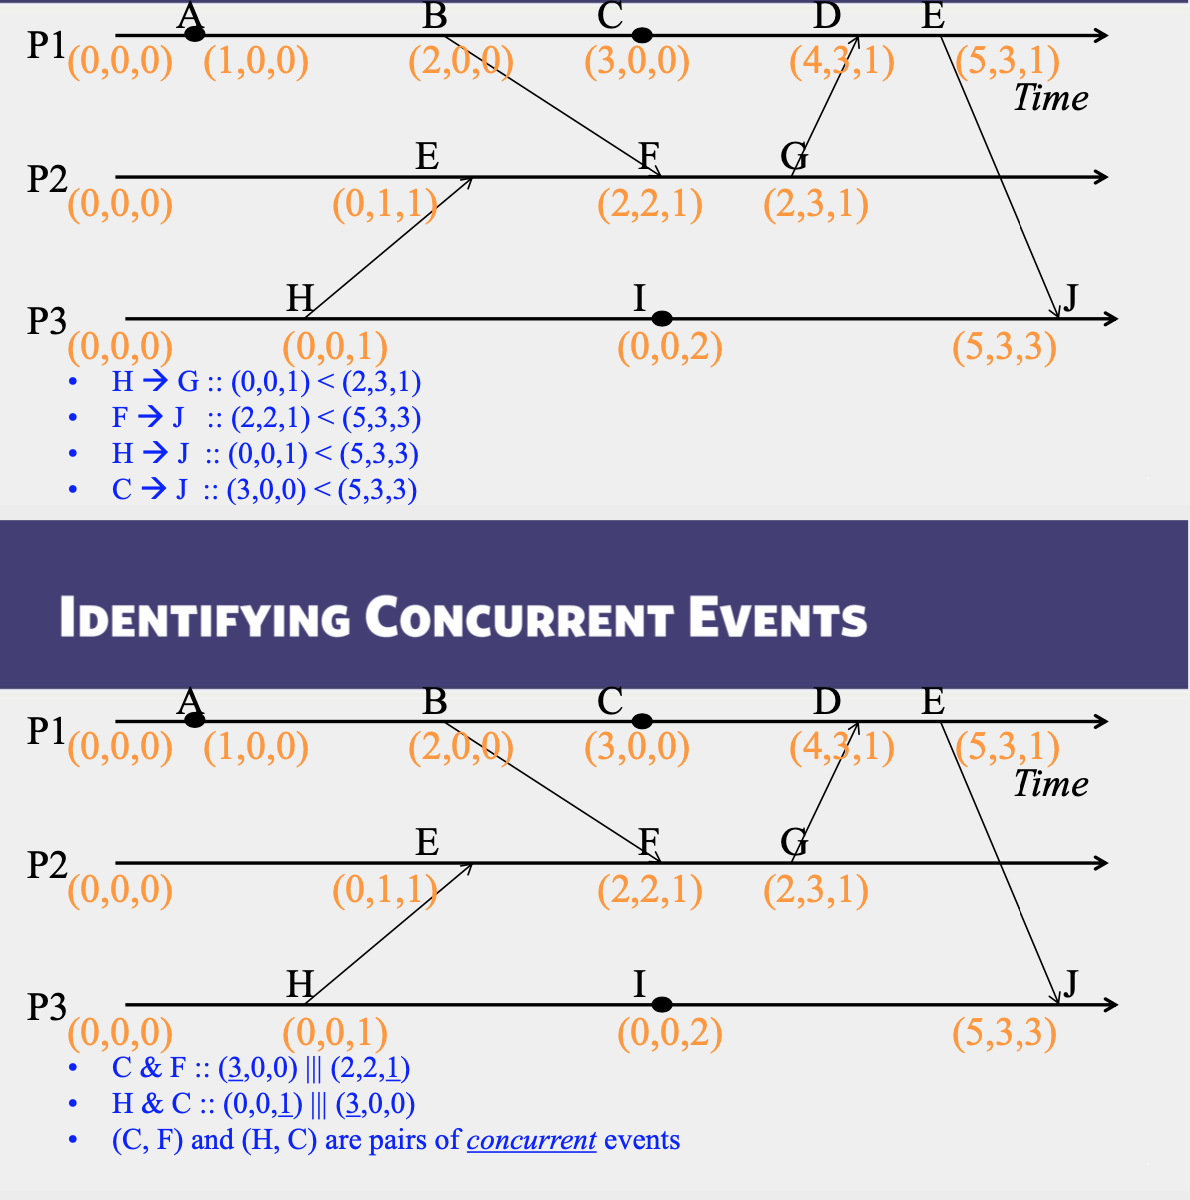 A B C D E
P1 (0,0,0) (1,0,0) (2,0,0) (3,0,0) (4,3,1) (5,3,1)
Time
E F G
P2 (0,0,0) (0,1,1) (2,2,1) (2,3,1)
H I J
P3 (0,0,0) (0,0,1) (0,0,2) (5,3,3)
• H → G :: (0,0,1) < (2,3,1)
• F → J :: (2,2,1) < (5,3,3)
• H → J :: (0,0,1) < (5,3,3)
• C → J :: (3,0,0) < (5,3,3)
IDENTIFYING CONCURRENT EVENTS
A B C D E
P1 (0,0,0) (1,0,0) (2,0,0) (3,0,0) (4,3,1) (5,3,1)
Time
E F G
P2 (0,0,0) (0,1,1) (2,2,1) (2,3,1)
H I J
P3 (0,0,0) (0,0,1) (0,0,2) (5,3,3)
• C & F :: (3,0,0) ||| (2,2,1)
• H & C :: (0,0,1) ||| (3,0,0)
• (C, F) and (H, C) are pairs of concurrent events